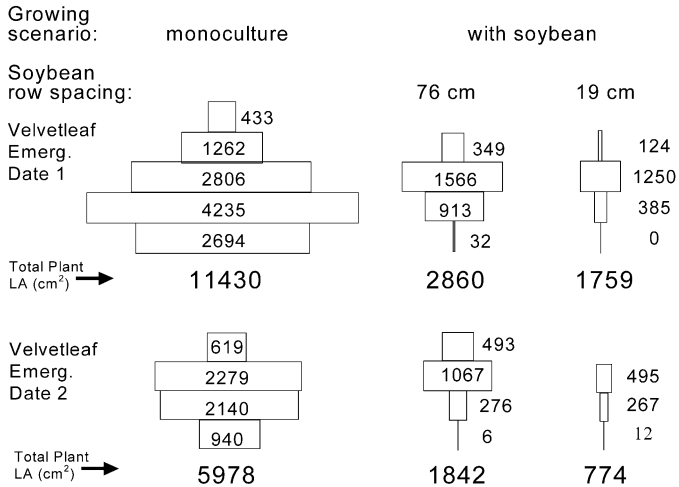 Growing
scenario: monoculture with soybean
Soybean
row spacing: 76 cm 19 cm
Velvetleaf
Emerg.
Date 1
433
1262
2806
4235
2694
349
1566
913
32
124
1250
385
0
Total Plant
LA (cm²) 11430 2860 1759
Velvetleaf
Emerg.
Date 2
619
2279
2140
940
493
1067
276
6
495
267
12
Total Plant
LA (cm²) 5978 1842 774